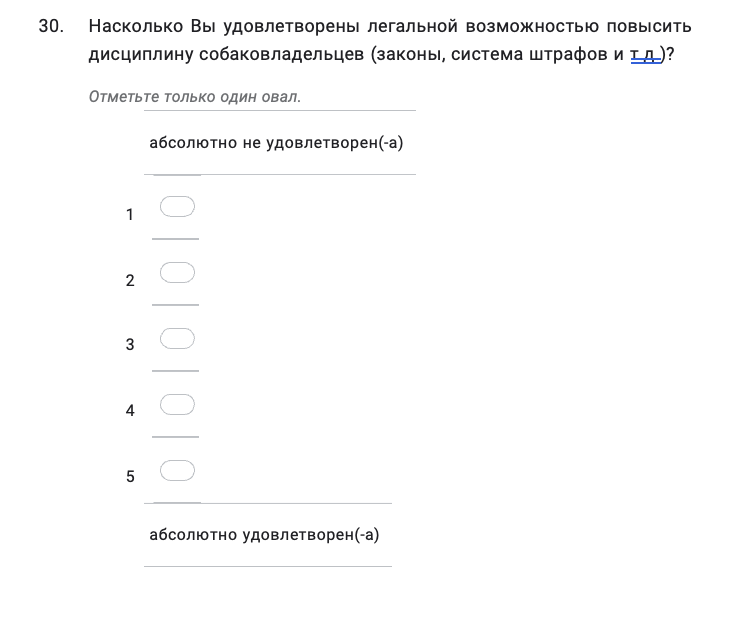 30. Насколько Вы удовлетворены легальной возможностью повысить
дисциплину собаковладельцев (законы, система штрафов и т.д.)?
Отметьте только один овал.
абсолютно не удовлетворен(-а)
1
2
3
4
5
абсолютно удовлетворен(-а)